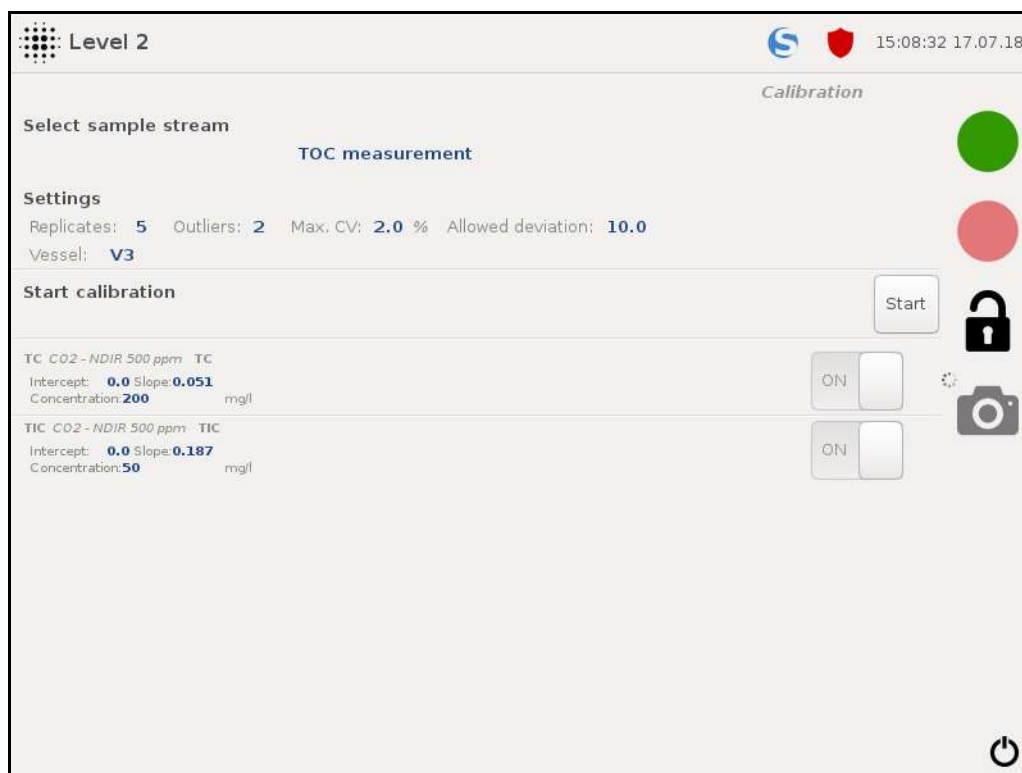 Level 2
15:08:32 17.07.18
Calibration
Select sample stream
TOC measurement
Settings
Replicates: 5 Outliers: 2 Max. CV: 2.0 % Allowed deviation: 10.0
Vessel: V3
Start calibration
Start
TC CO2 - NDIR 500 ppm TC
Intercept: 0.0 Slope:0.051
Concentration:200 mg/l
ON
TIC CO2 - NDIR 500 ppm TIC
Intercept: 0.0 Slope:0.187
Concentration:50 mg/l
ON